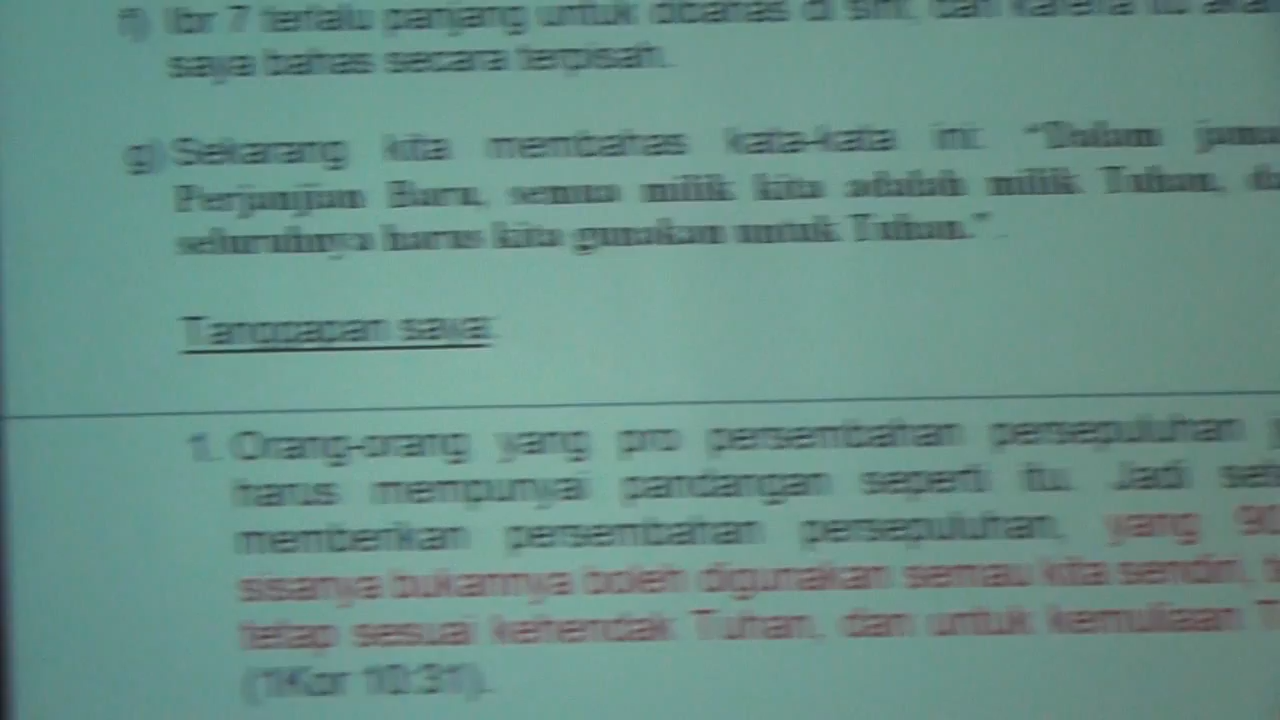 f) Ibr 7 terlalu panjang untuk dibahas di sini, dan karena itu
saya bahas secara terpisah.
g) Sekarang kita membahas kata-kata ini: “Dalam
Perjanjian Baru, semua milik kita adalah milik Tuhan,
seluruhnya harus kita gunakan untuk Tuhan.”.
Tanggapan saya:
1. Orang-orang yang pro persembahan persepuluhan
harus mempunyai pandangan seperti itu. Jadi
memberikan persembahan persepuluhan, yang
sisanya bukannya boleh digunakan semau kita sendiri,
tetap sesuai kehendak Tuhan, dan untuk kemuliaan
(1Kor 10:31).